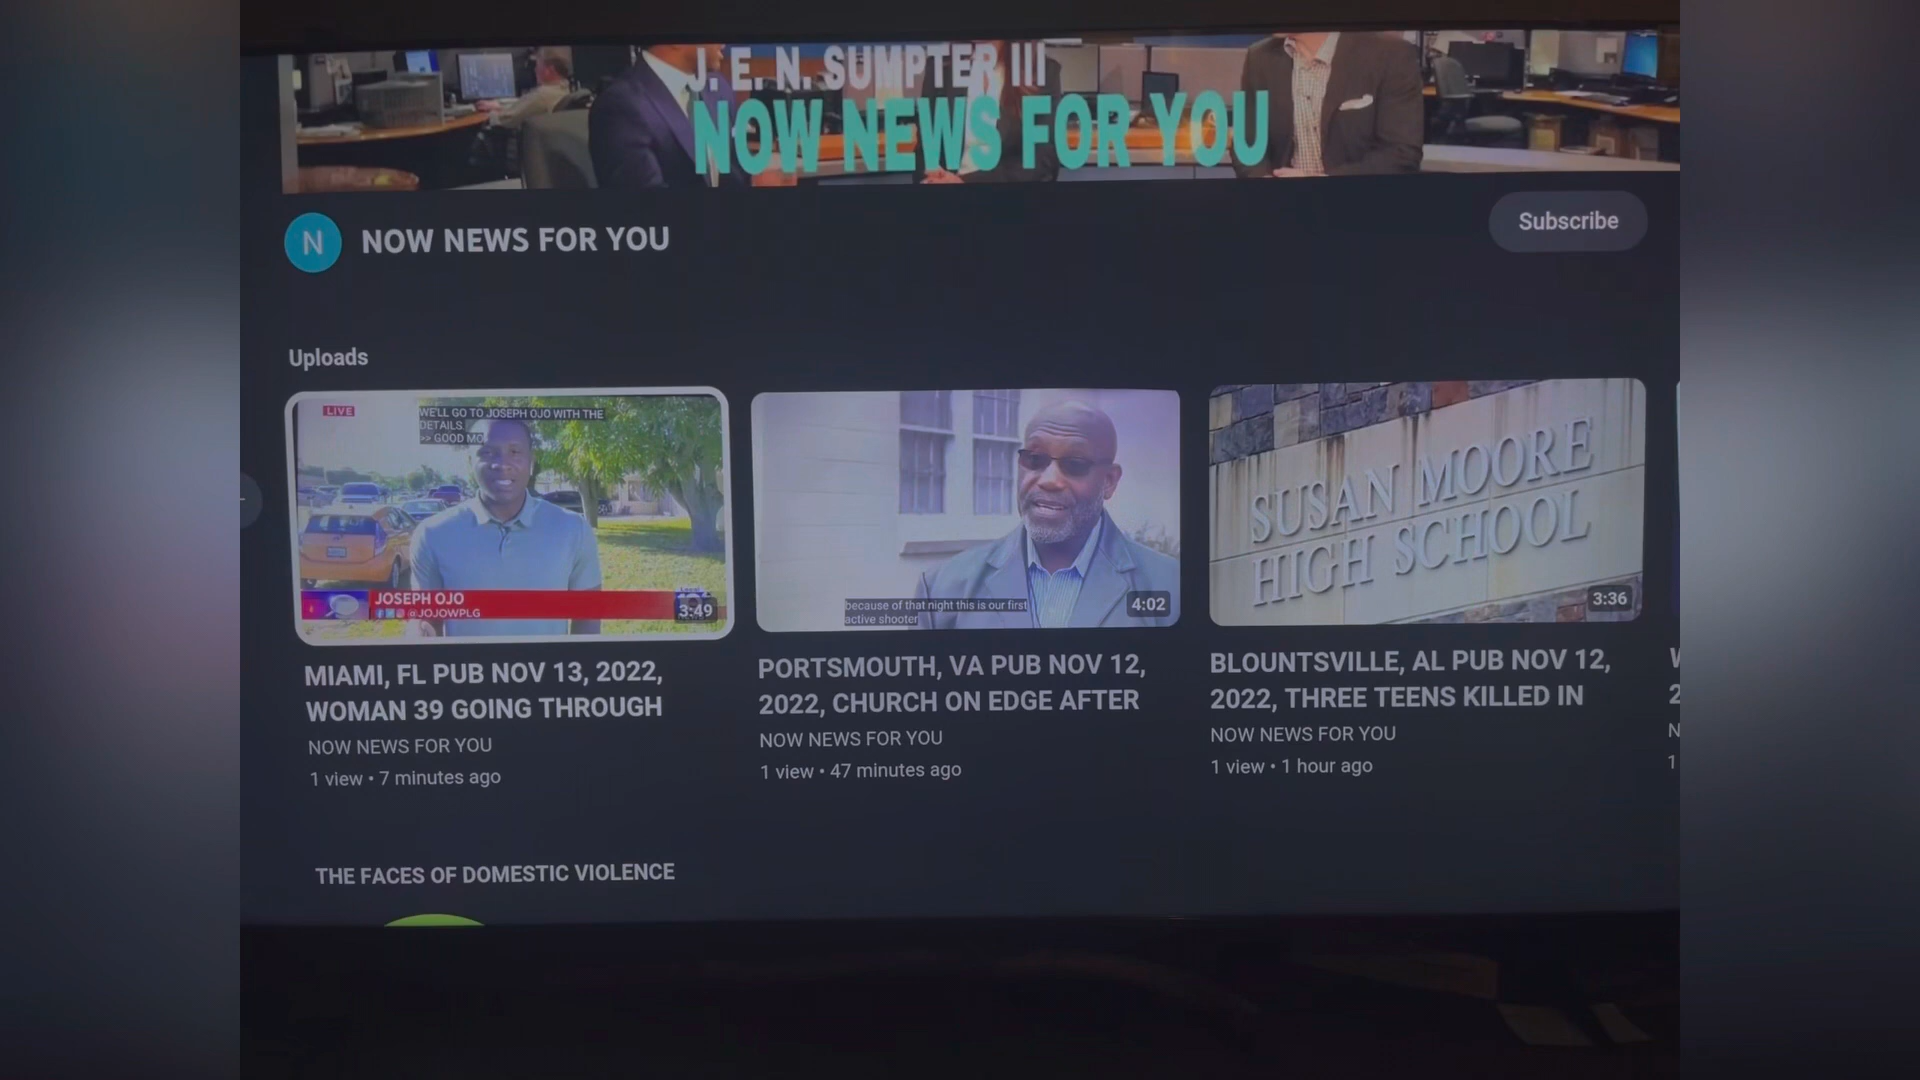 J. E. N. SUMPTER III
NOW NEWS FOR YOU
N
NOW NEWS FOR YOU
Subscribe
Uploads
LIVE
WE'LL GO TO JOSEPH OJO WITH THE
DETAILS.
>> GOOD MO
JOSEPH OJO
@JOJOWPLG
3:49
because of that night this is our first
active shooter
4:02
SUSAN MOORE
HIGH SCHOOL
3:36
MIAMI, FL PUB NOV 13, 2022,
WOMAN 39 GOING THROUGH
NOW NEWS FOR YOU
1 view • 7 minutes ago
PORTSMOUTH, VA PUB NOV 12,
2022, CHURCH ON EDGE AFTER
NOW NEWS FOR YOU
1 view • 47 minutes ago
BLOUNTSVILLE, AL PUB NOV 12,
2022, THREE TEENS KILLED IN
NOW NEWS FOR YOU
1 view • 1 hour ago
2
N
1
THE FACES OF DOMESTIC VIOLENCE